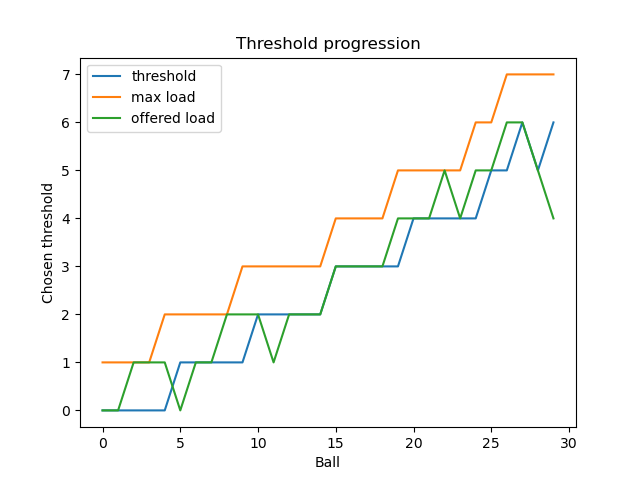 Threshold progression
threshold
max load
offered load
Chosen threshold
7
6
5
4
3
2
1
0
0 5 10 15 20 25 30
Ball